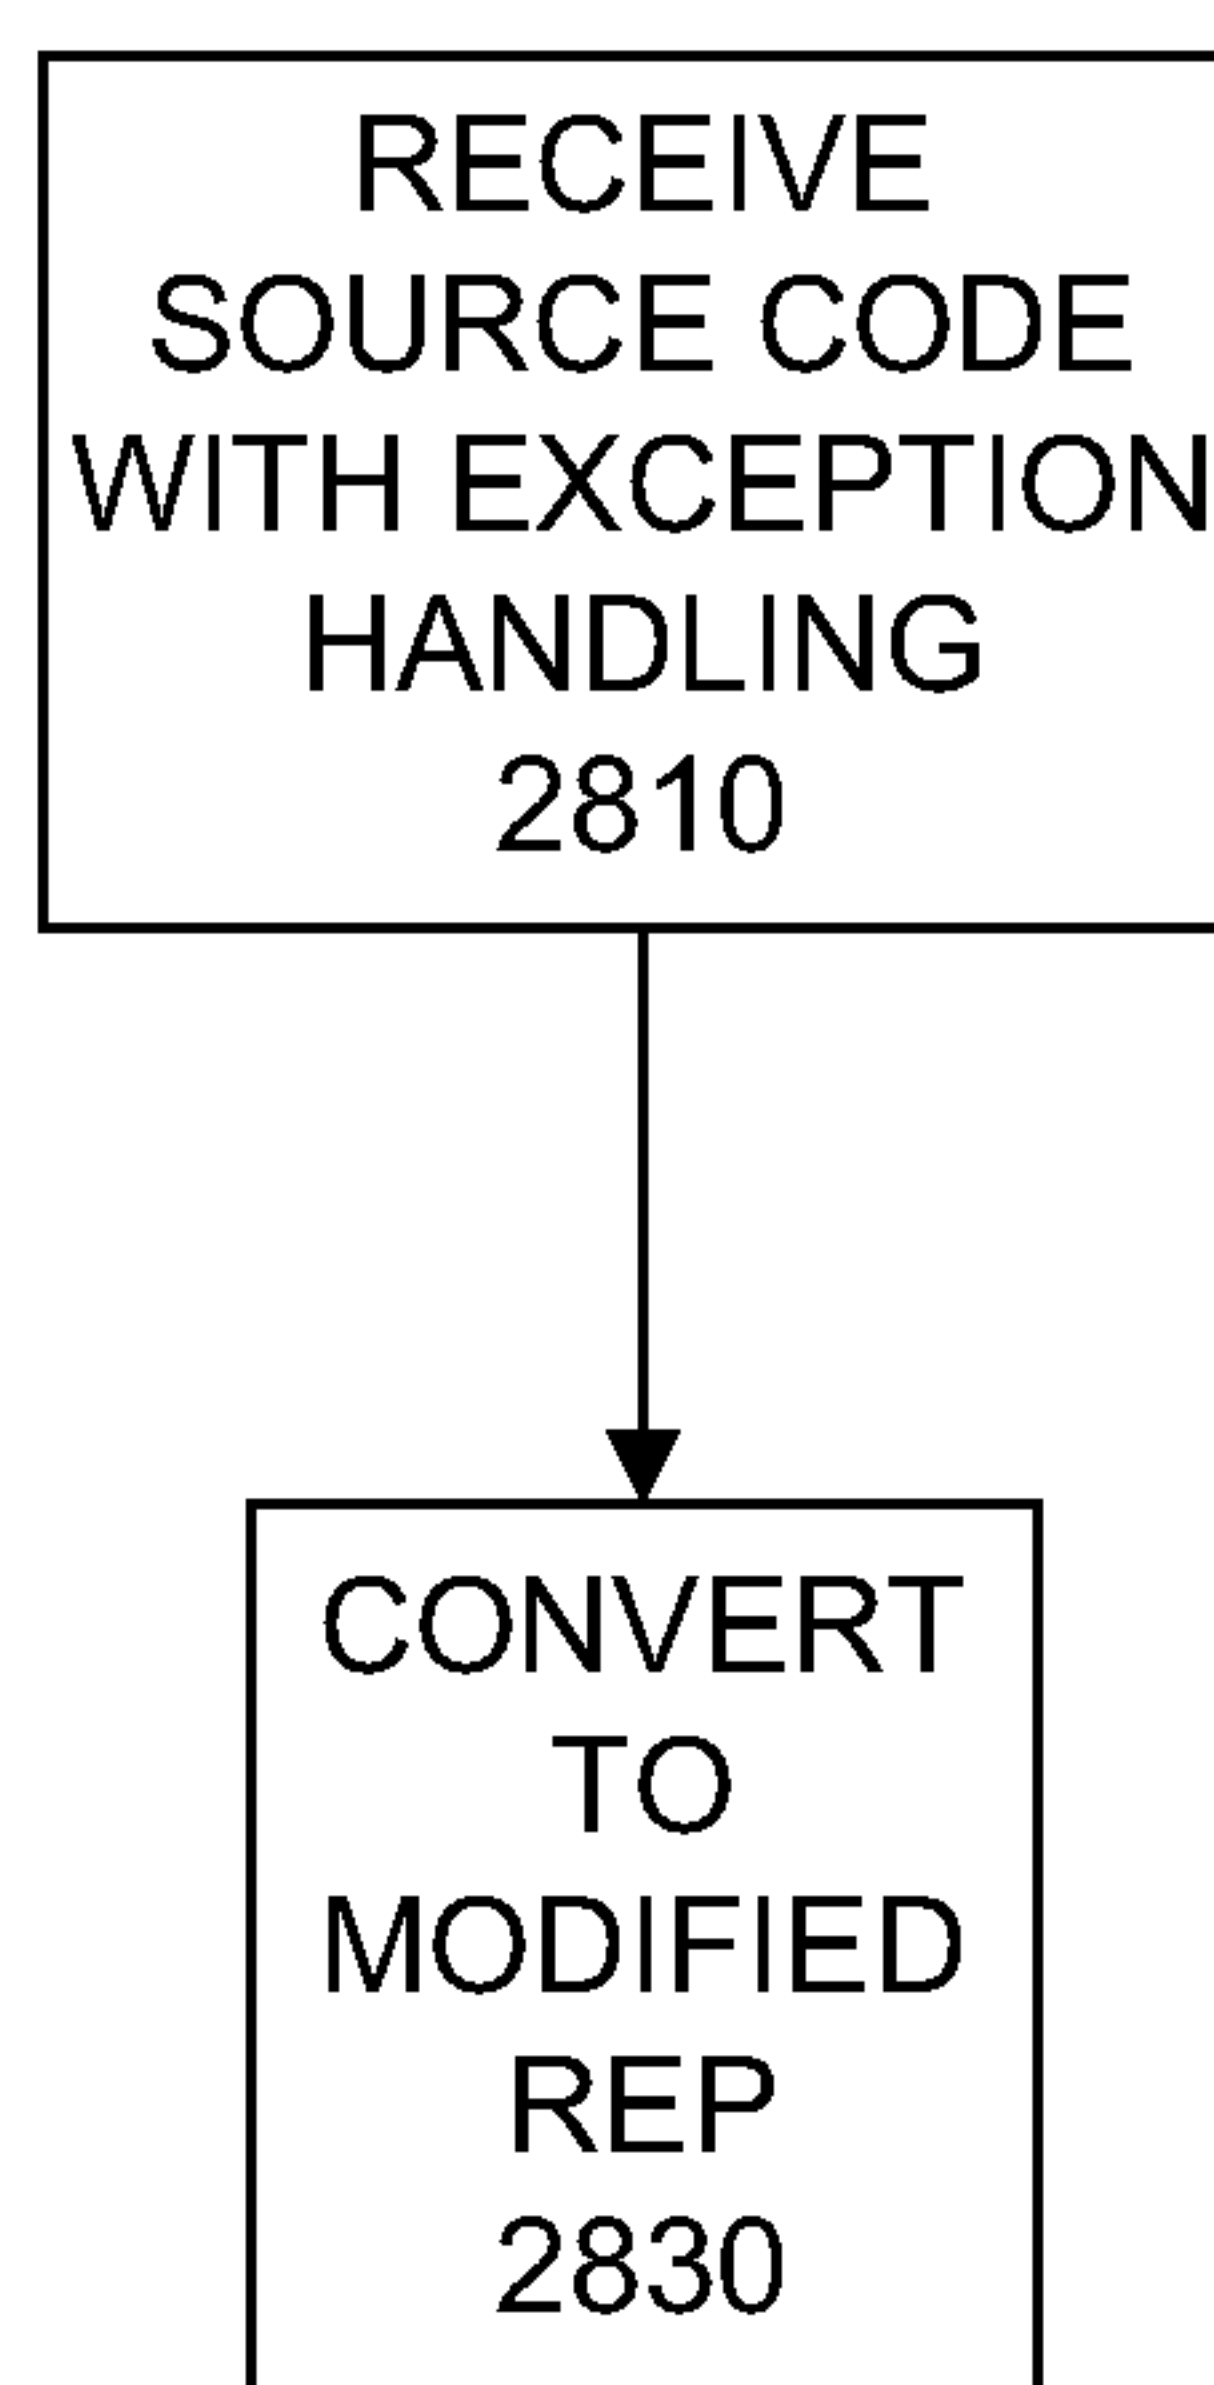 RECEIVE
SOURCE CODE
WITH EXCEPTION
HANDLING
2810
CONVERT
TO
MODIFIED
REP
2830